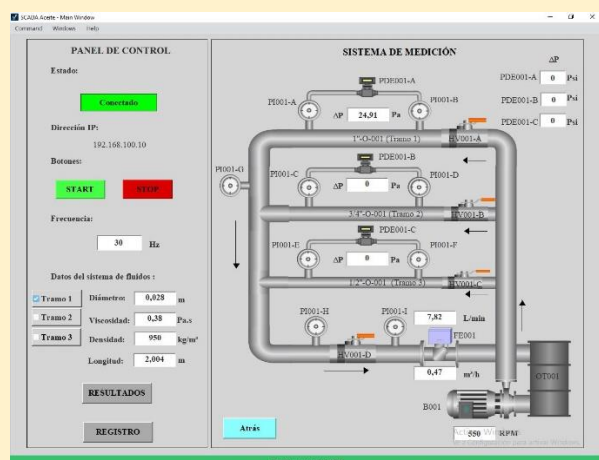 SCADA Aceite - Main Window
Command Windows Help
PANEL DE CONTROL
Estado:
Conectado
Dirección IP:
192.168.100.10
Botones:
START STOP
Frecuencia:
30 Hz
Datos del sistema de fluidos :
Tramo 1 Diámetro: 0,028 m
Tramo 2 Viscosidad: 0,38 Pa.s
Tramo 3 Densidad: 950 kg/m³
Longitud: 2,004 m
RESULTADOS
REGISTRO
SISTEMA DE MEDICIÓN
ΔP
PDE001-A 0 Psi
PDE001-B 0 Psi
PDE001-C 0 Psi
PDE001-A
PI001-A PI001-B
ΔP 24,91 Pa
1"-O-001 (Tramo 1) HV001-A
PDE001-B
PI001-G
PI001-C PI001-D
ΔP 0 Pa
3/4"-O-001 (Tramo 2) HV001-B
PDE001-C
PI001-E PI001-F
ΔP 0 Pa
1/2"-O-001 (Tramo 3) HV001-C
PI001-H PI001-I
7,82 L/min
FE001
HV001-D
0,47 m³/h
OT001
B001
550 RPM
Atrás